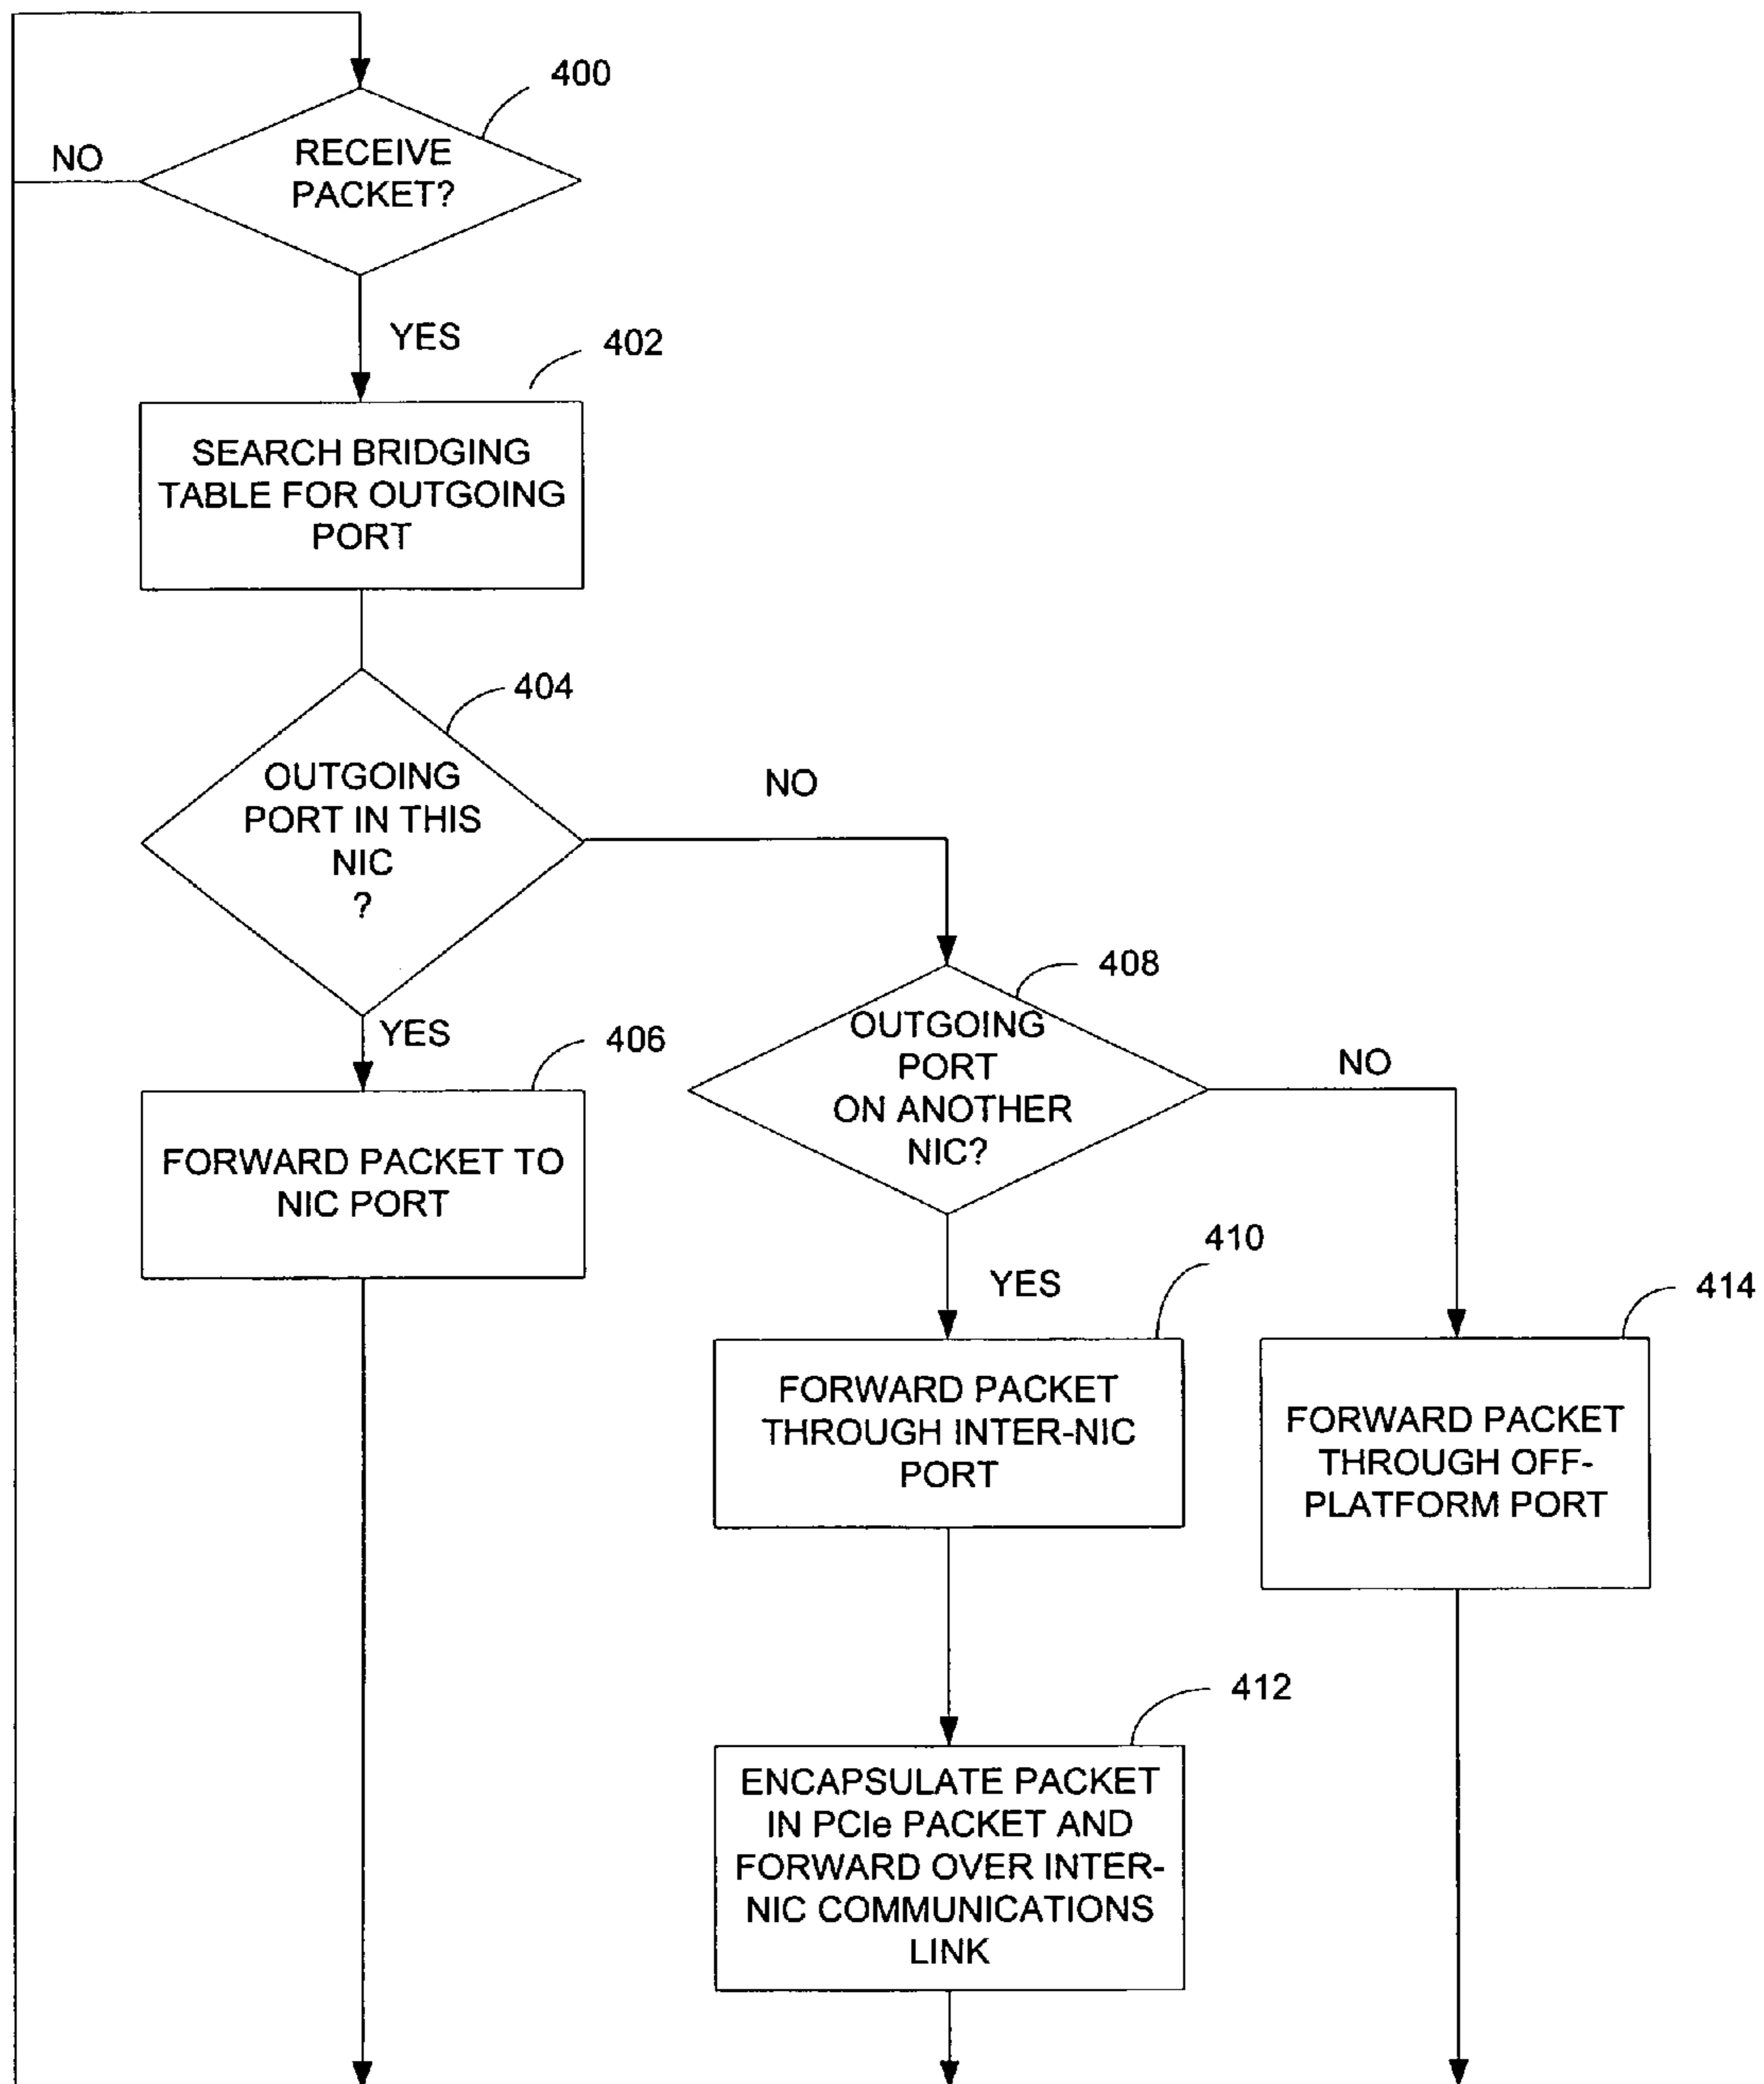 400
RECEIVE
PACKET?
NO
YES
402
SEARCH BRIDGING
TABLE FOR OUTGOING
PORT
404
OUTGOING
PORT IN THIS
NIC
?
NO
YES
406
FORWARD PACKET TO
NIC PORT
408
OUTGOING
PORT
ON ANOTHER
NIC?
NO
YES
410
FORWARD PACKET
THROUGH INTER-NIC
PORT
414
FORWARD PACKET
THROUGH OFF-
PLATFORM PORT
412
ENCAPSULATE PACKET
IN PCIe PACKET AND
FORWARD OVER INTER-
NIC COMMUNICATIONS
LINK